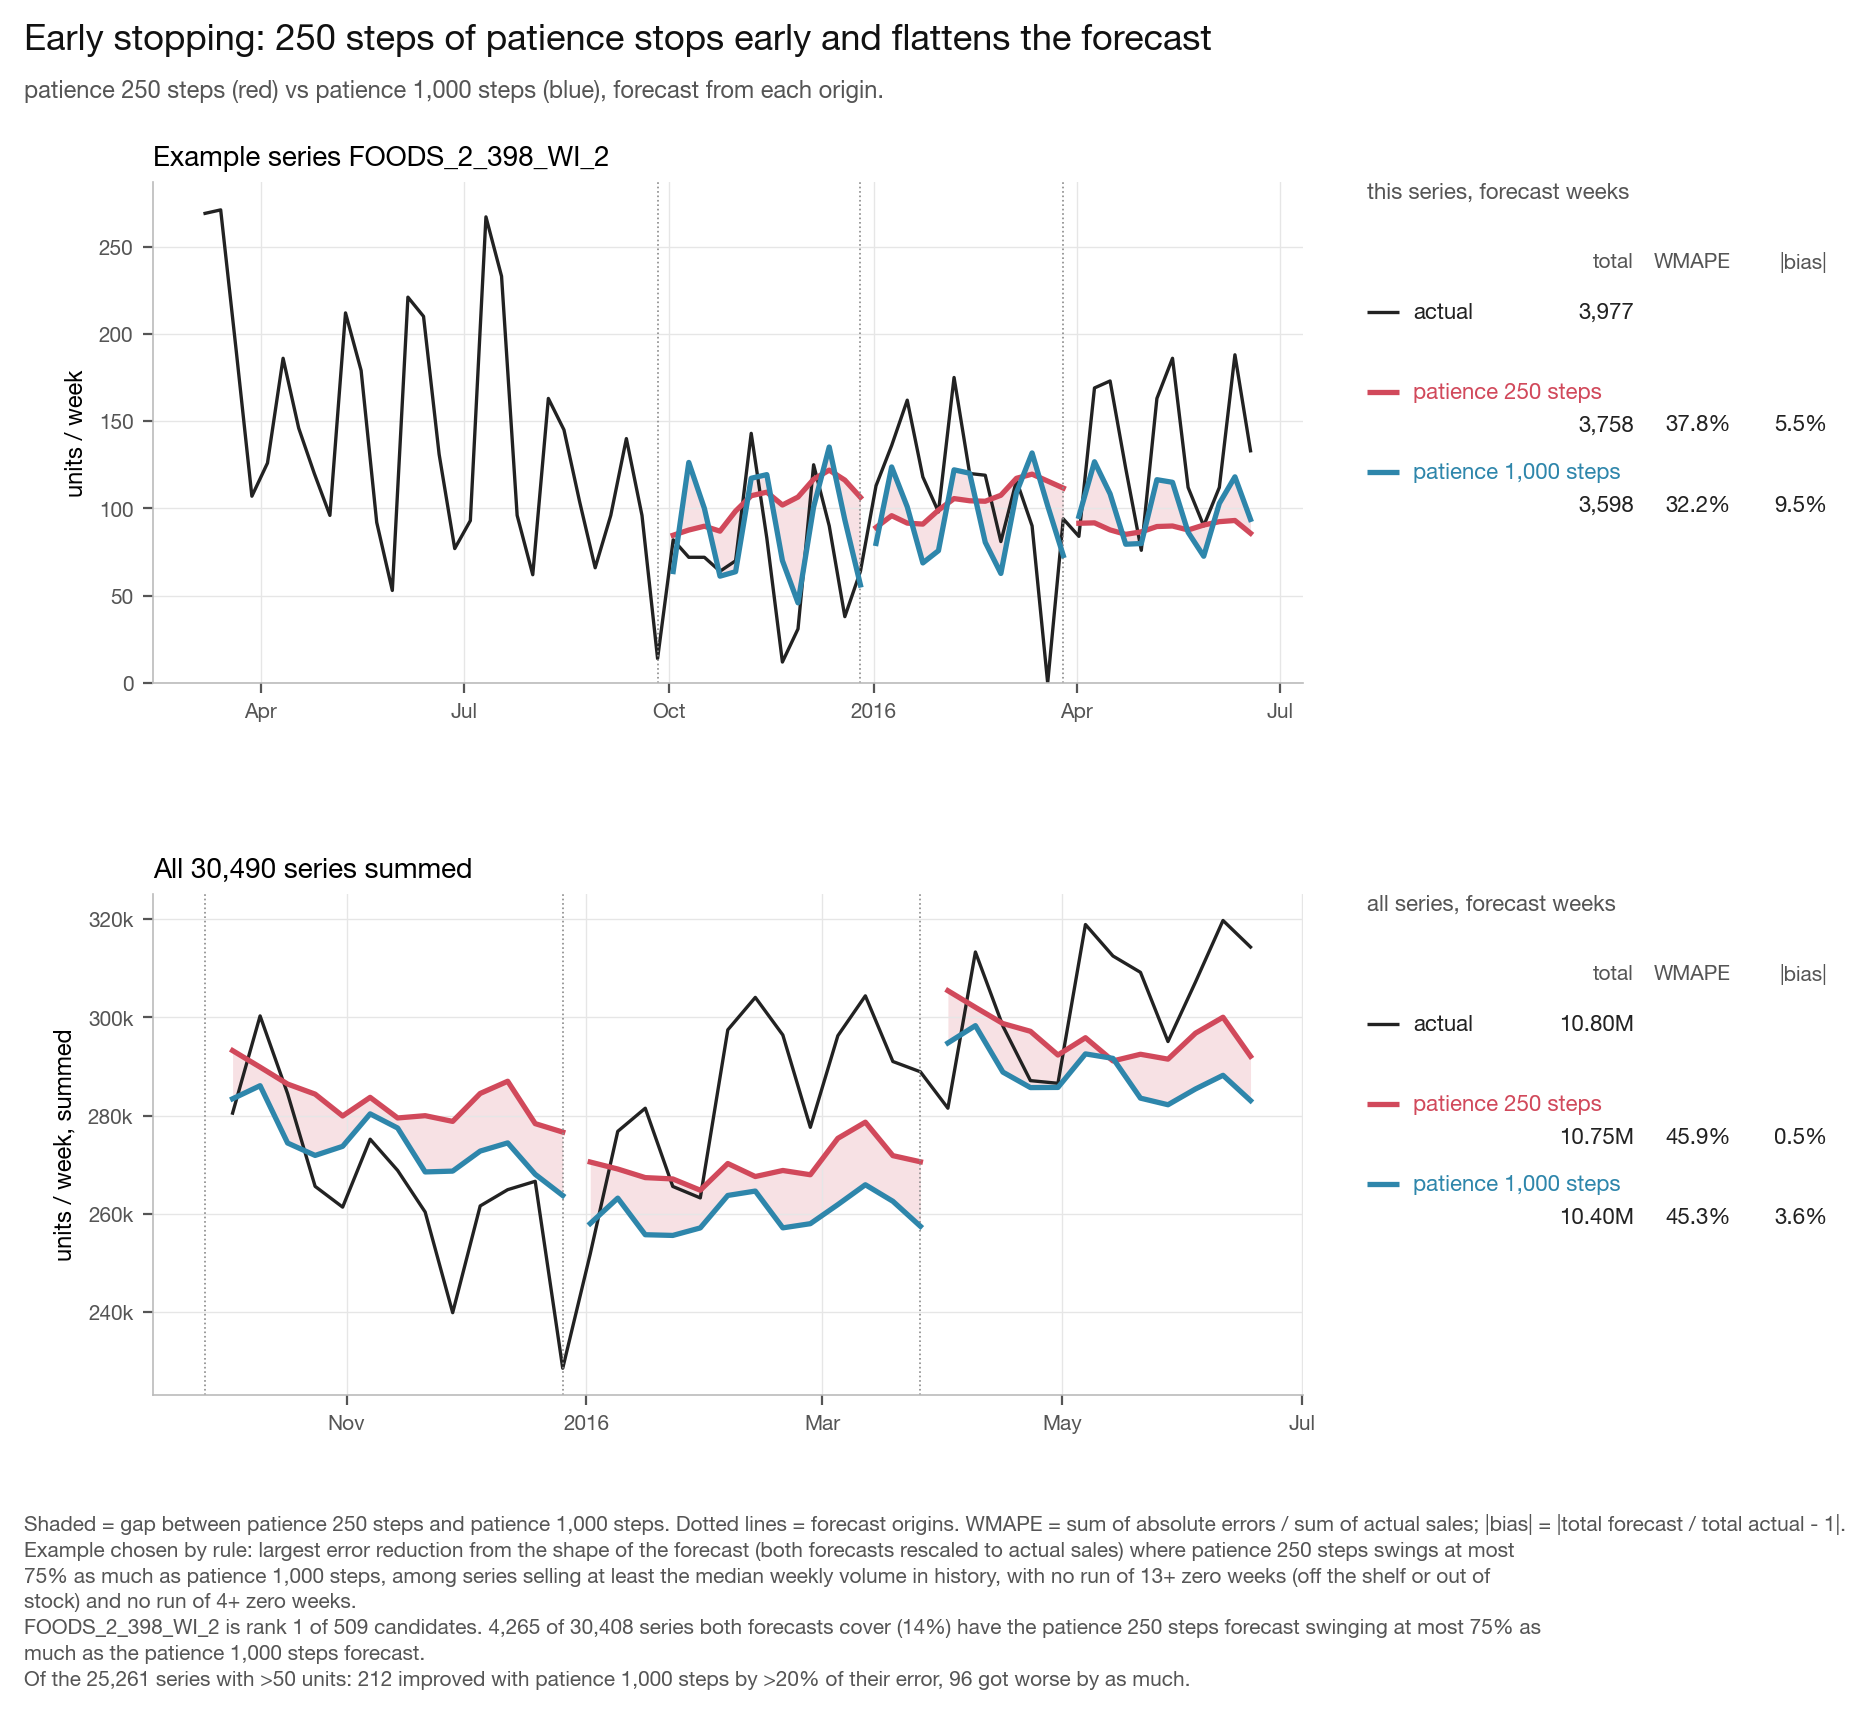 Early stopping: 250 steps of patience stops early and flattens the forecast
patience 250 steps (red) vs patience 1,000 steps (blue), forecast from each origin.
Example series FOODS_2_398_WI_2
units / week
250
200
150
100
50
0
Apr
Jul
Oct
2016
Apr
Jul
this series, forecast weeks
total WMAPE |bias|
actual 3,977
patience 250 steps
3,758 37.8% 5.5%
patience 1,000 steps
3,598 32.2% 9.5%
All 30,490 series summed
units / week, summed
320k
300k
280k
260k
240k
Nov
2016
Mar
May
Jul
all series, forecast weeks
total WMAPE |bias|
actual 10.80M
patience 250 steps
10.75M 45.9% 0.5%
patience 1,000 steps
10.40M 45.3% 3.6%
Shaded = gap between patience 250 steps and patience 1,000 steps. Dotted lines = forecast origins. WMAPE = sum of absolute errors / sum of actual sales; |bias| = |total forecast / total actual - 1|.
Example chosen by rule: largest error reduction from the shape of the forecast (both forecasts rescaled to actual sales) where patience 250 steps swings at most
75% as much as patience 1,000 steps, among series selling at least the median weekly volume in history, with no run of 13+ zero weeks (off the shelf or out of
stock) and no run of 4+ zero weeks.
FOODS_2_398_WI_2 is rank 1 of 509 candidates. 4,265 of 30,408 series both forecasts cover (14%) have the patience 250 steps forecast swinging at most 75% as
much as the patience 1,000 steps forecast.
Of the 25,261 series with >50 units: 212 improved with patience 1,000 steps by >20% of their error, 96 got worse by as much.